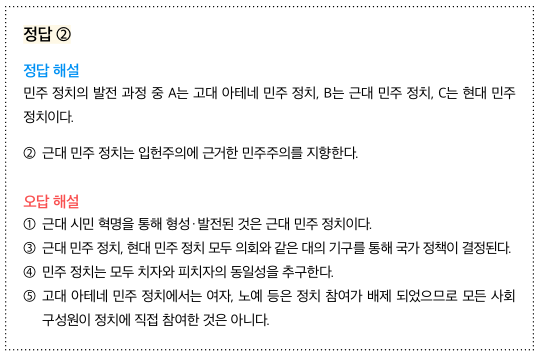 정답 ②
정답 해설
민주 정치의 발전 과정 중 A는 고대 아테네 민주 정치, B는 근대 민주 정치, C는 현대 민주
정치이다.
② 근대 민주 정치는 입헌주의에 근거한 민주주의를 지향한다.
오답 해설
① 근대 시민 혁명을 통해 형성·발전된 것은 근대 민주 정치이다.
③ 근대 민주 정치, 현대 민주 정치 모두 의회와 같은 대의 기구를 통해 국가 정책이 결정된다.
④ 민주 정치는 모두 치자와 피치자의 동일성을 추구한다.
⑤ 고대 아테네 민주 정치에서는 여자, 노예 등은 정치 참여가 배제 되었으므로 모든 사회
구성원이 정치에 직접 참여한 것은 아니다.